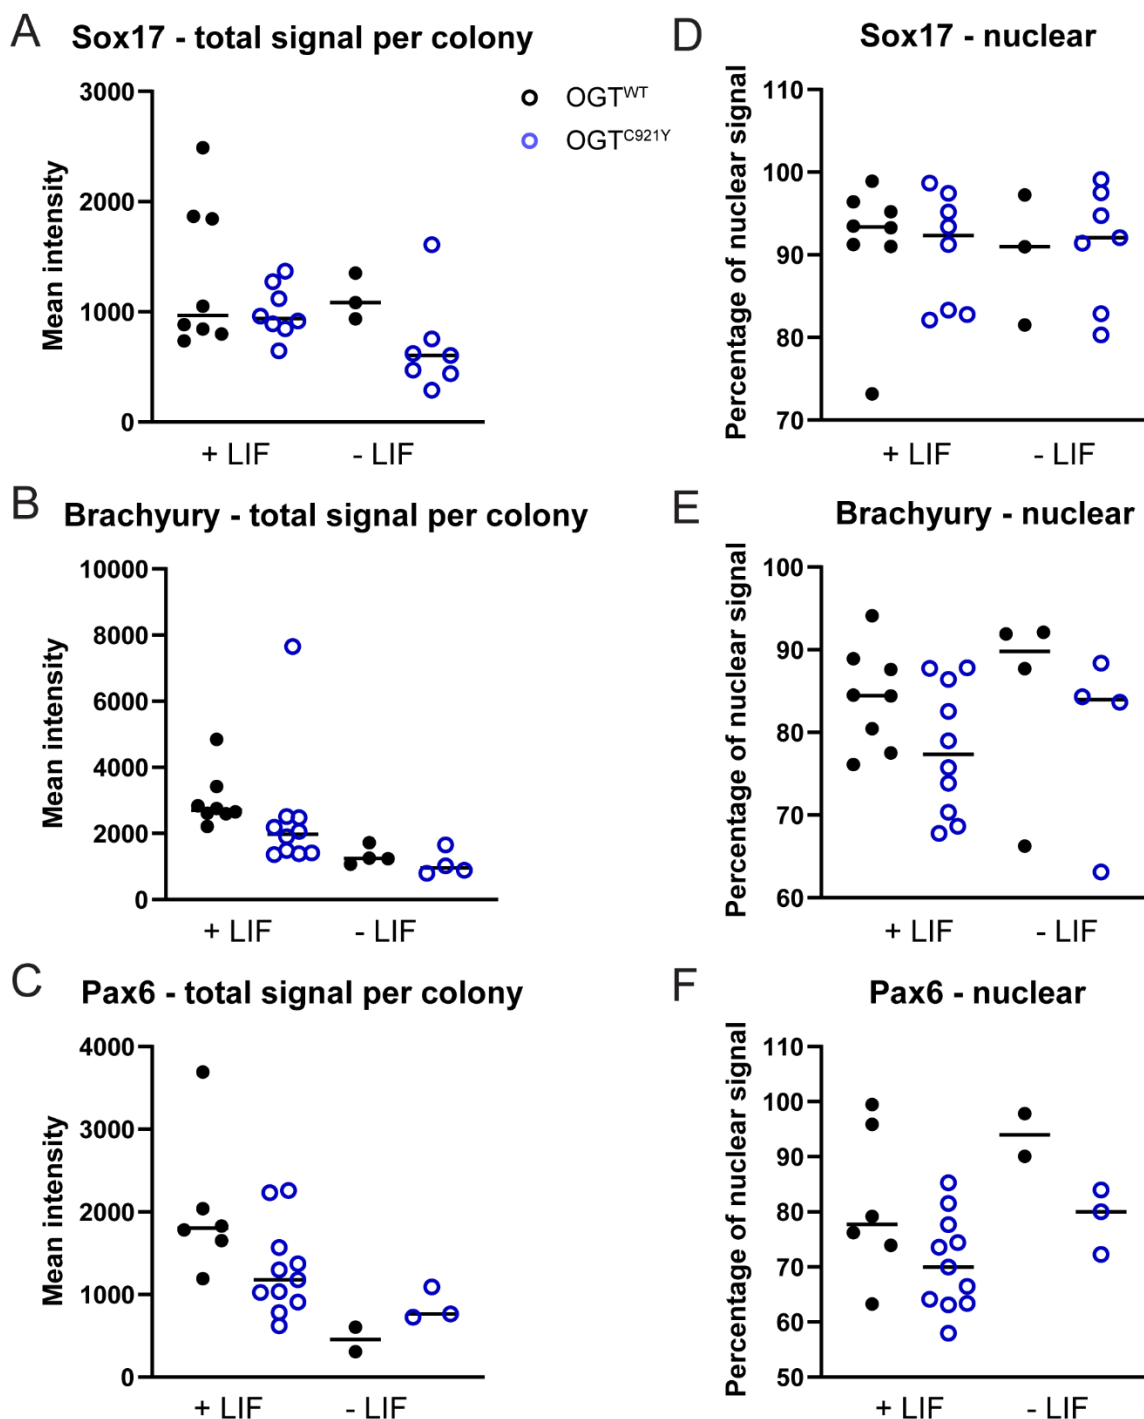 A Sox17 - total signal per colony
Mean intensity
3000
2000
1000
0
+ LIF - LIF
OGTWT
OGTC921Y
D Sox17 - nuclear
Percentage of nuclear signal
110
100
90
80
70
+ LIF - LIF
B Brachyury - total signal per colony
Mean intensity
10000
8000
6000
4000
2000
0
+ LIF - LIF
E Brachyury - nuclear
Percentage of nuclear signal
100
90
80
70
60
+ LIF - LIF
C Pax6 - total signal per colony
Mean intensity
4000
3000
2000
1000
0
+ LIF - LIF
F Pax6 - nuclear
Percentage of nuclear signal
110
100
90
80
70
60
50
+ LIF - LIF